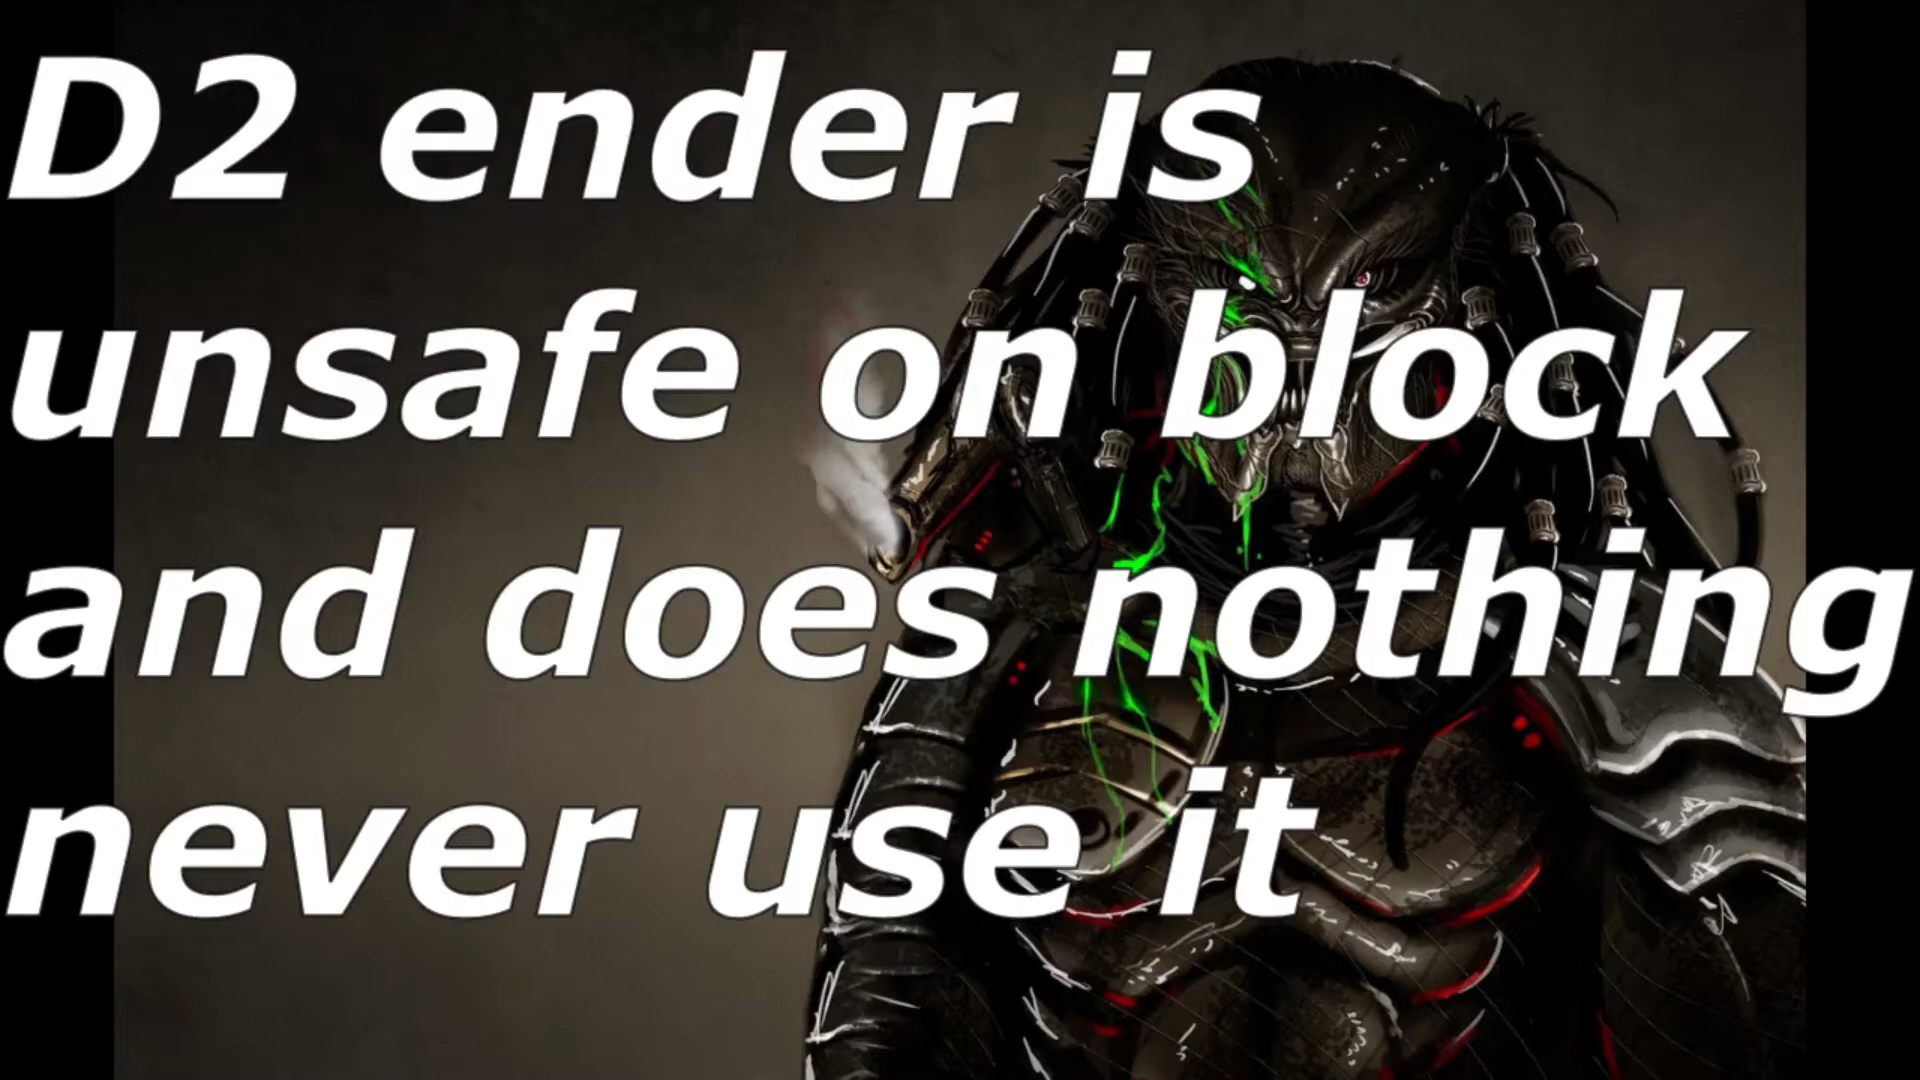 D2 ender is
unsafe on block
and does nothing
never use it